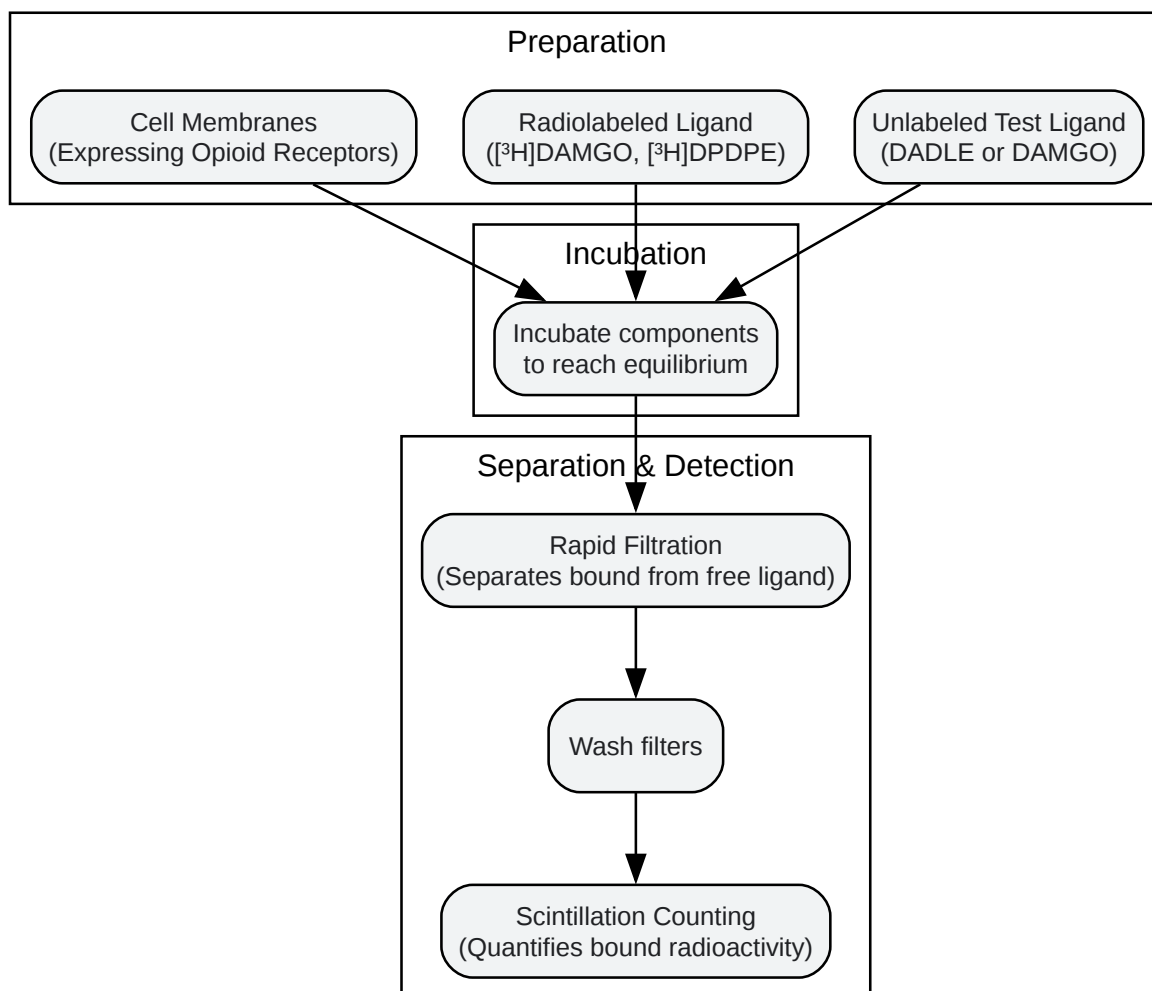 Preparation
Cell Membranes
(Expressing Opioid Receptors)
Radiolabeled Ligand
([³H]DAMGO, [³H]DPDPE)
Unlabeled Test Ligand
(DADLE or DAMGO)
Incubation
Incubate components
to reach equilibrium
Separation & Detection
Rapid Filtration
(Separates bound from free ligand)
Wash filters
Scintillation Counting
(Quantifies bound radioactivity)